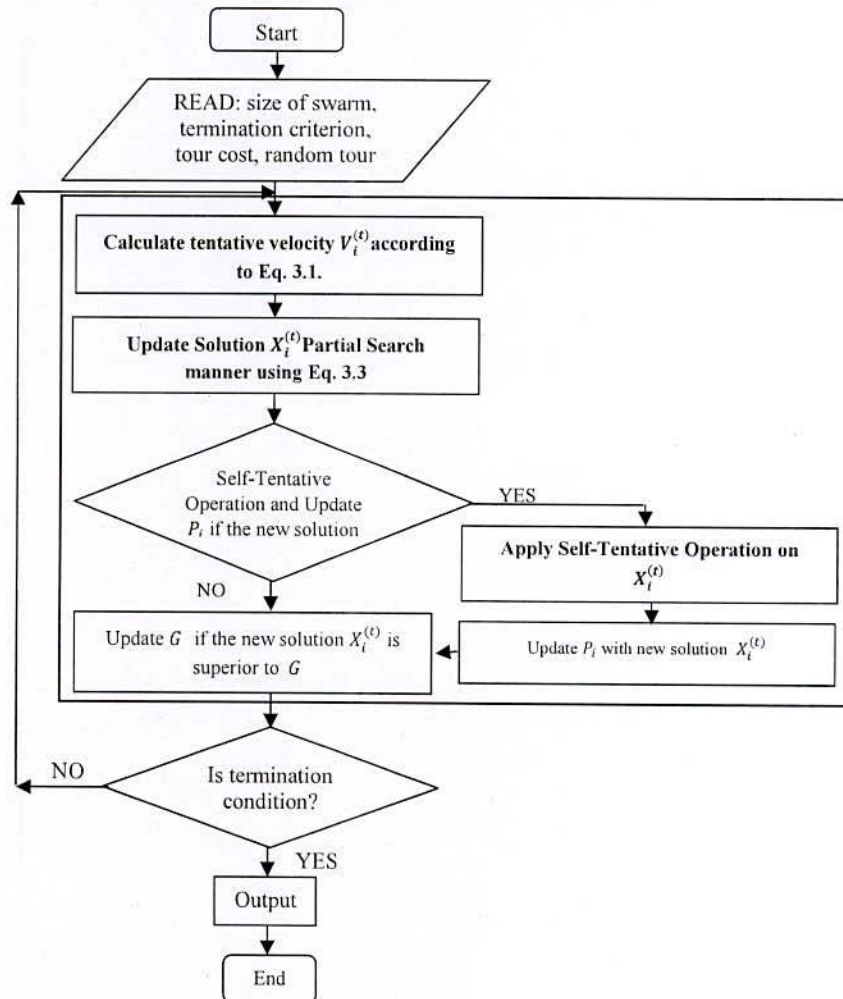 Start
READ: size of swarm,
termination criterion,
tour cost, random tour
Calculate tentative velocity $V_i^{(t)}$ according
to Eq. 3.1.
Update Solution $X_i^{(t)}$ Partial Search
manner using Eq. 3.3
Self-Tentative
Operation and Update
$P_i$ if the new solution
YES
Apply Self-Tentative Operation on
$X_i^{(t)}$
NO
Update $G$ if the new solution $X_i^{(t)}$ is
superior to $G$
Update $P_i$ with new solution $X_i^{(t)}$
NO
Is termination
condition?
YES
Output
End